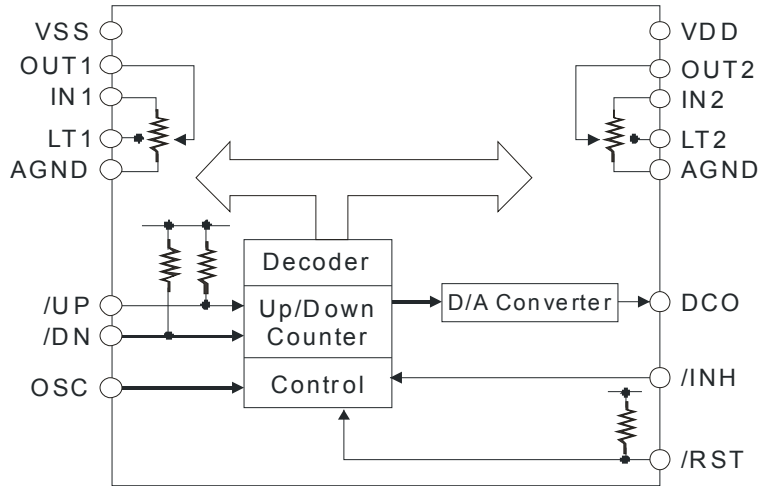 VSS
OUT1
IN1
LT1
AGND
VDD
OUT2
IN2
LT2
AGND
Decoder
Up/Down
Counter
Control
D/A Converter
/UP
/DN
OSC
DCO
/INH
/RST